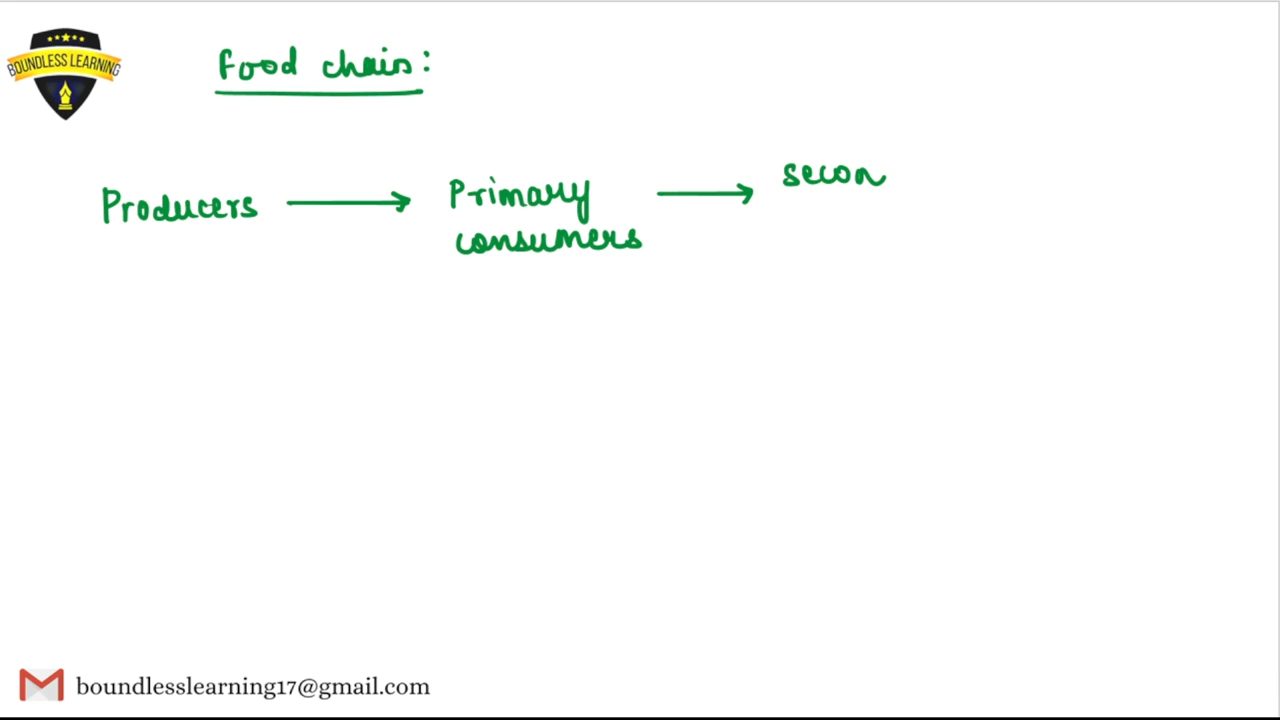 BOUNDLESS LEARNING
Food chain:
Producers → Primary consumers → secon
boundlesslearning17@gmail.com